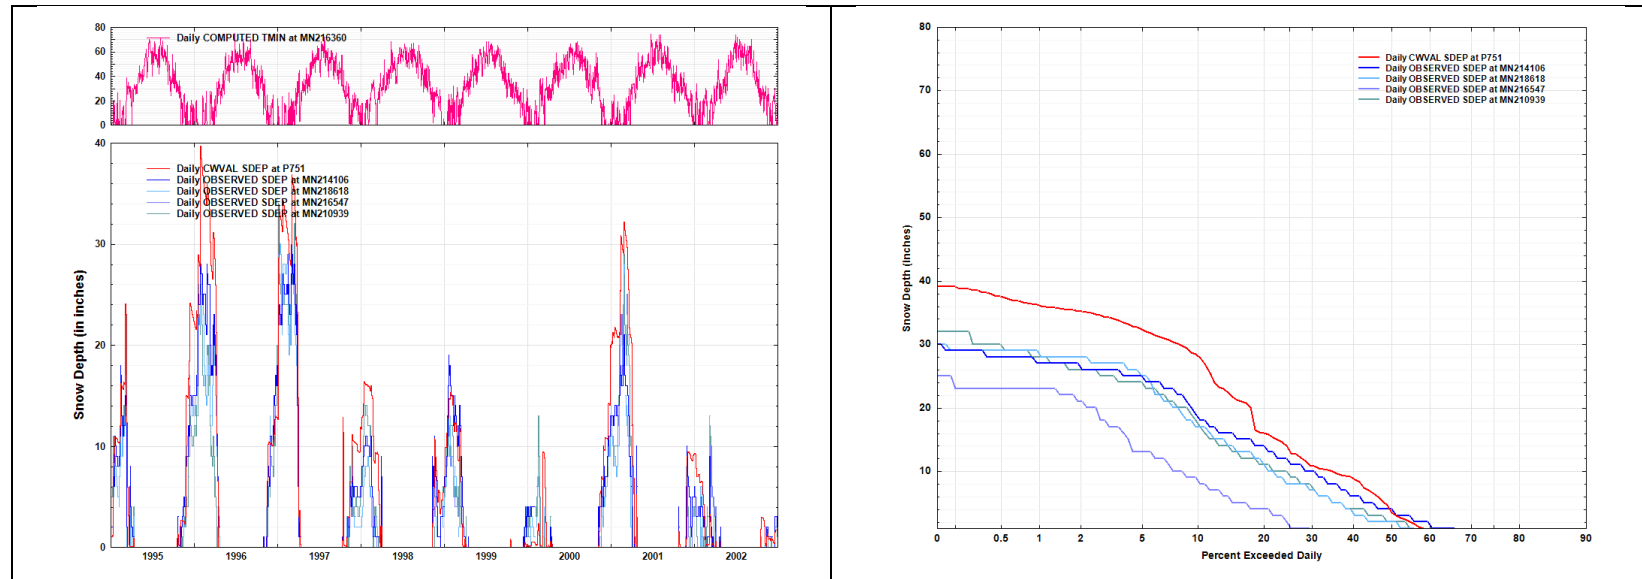 80
60
40
20
0
Daily COMPUTED TMIN at MN216360
40
30
20
10
0
Snow Depth (in inches)
Daily CWVAL SDEP at P751
Daily OBSERVED SDEP at MN214106
Daily OBSERVED SDEP at MN218618
Daily OBSERVED SDEP at MN216547
Daily OBSERVED SDEP at MN210939
1995 1996 1997 1998 1999 2000 2001 2002
80
70
60
50
40
30
20
10
Snow Depth (inches)
Daily CWVAL SDEP at P751
Daily OBSERVED SDEP at MN214106
Daily OBSERVED SDEP at MN218618
Daily OBSERVED SDEP at MN216547
Daily OBSERVED SDEP at MN210939
0 0.5 1 2 5 10 20 30 40 50 60 70 80 90
Percent Exceeded Daily